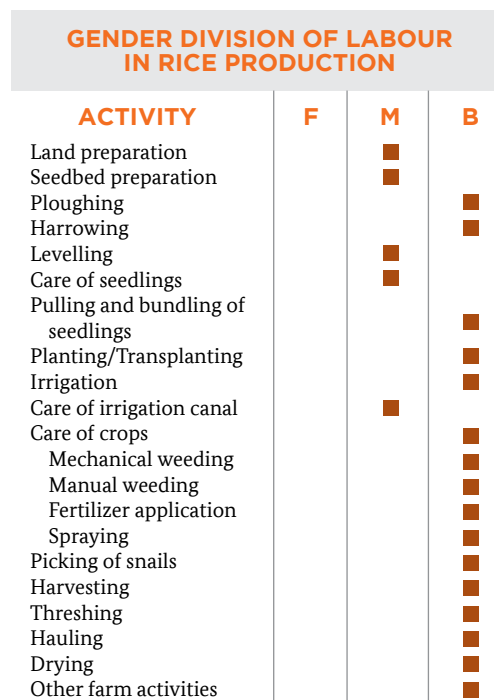 GENDER DIVISION OF LABOUR
IN RICE PRODUCTION
ACTIVITY F M B
Land preparation
Seedbed preparation
Ploughing
Harrowing
Levelling
Care of seedlings
Pulling and bundling of
seedlings
Planting/Transplanting
Irrigation
Care of irrigation canal
Care of crops
Mechanical weeding
Manual weeding
Fertilizer application
Spraying
Picking of snails
Harvesting
Threshing
Hauling
Drying
Other farm activities